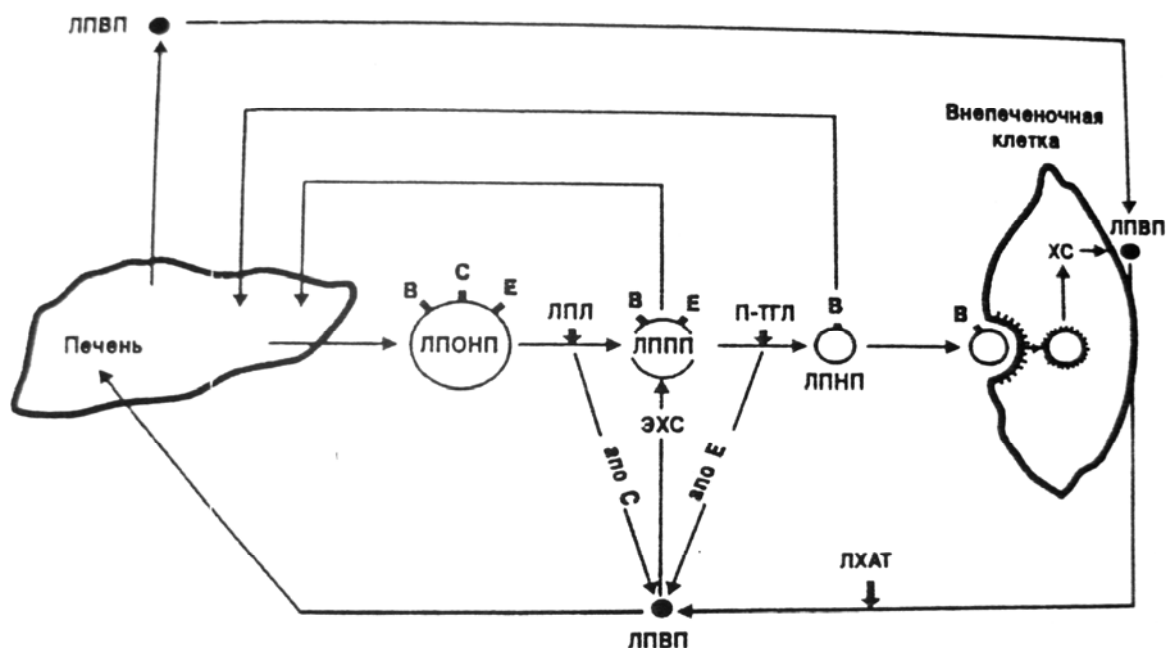 ЛПВП
Внепеченочная
клетка
ЛПВП
ХС
В
С
Е
ЛПЛ
В
Е
П-ТГЛ
В
В
Печень
ЛПОНП
ЛППП
ЛПНП
ЭХС
апо С
апо Е
ЛХАТ
ЛПВП